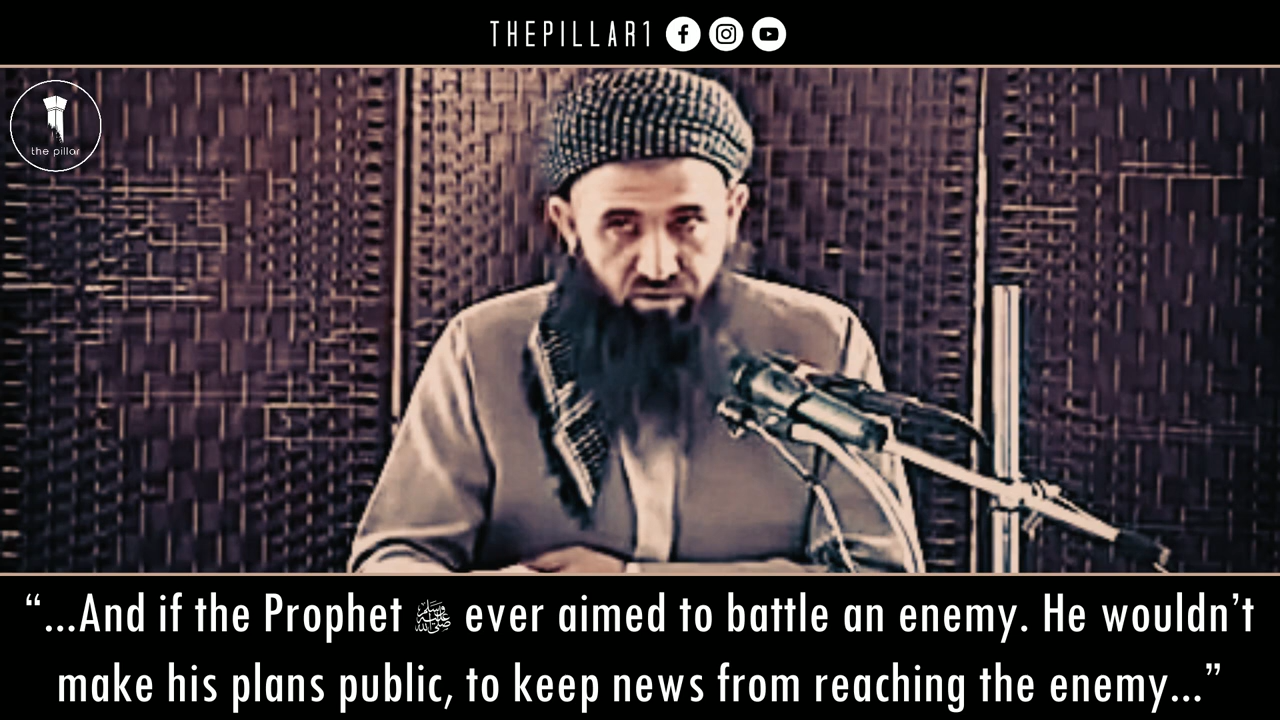 THEPILLAR1
the pillar
“...And if the Prophet ﷺ ever aimed to battle an enemy. He wouldn’t
make his plans public, to keep news from reaching the enemy...”